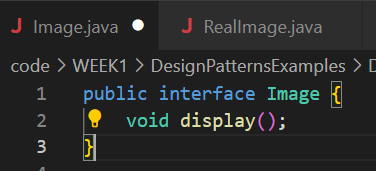 Image.java RealImage.java
code > WEEK1 > DesignPatternsExamples > D
1 public interface Image {
2 void display();
3 }